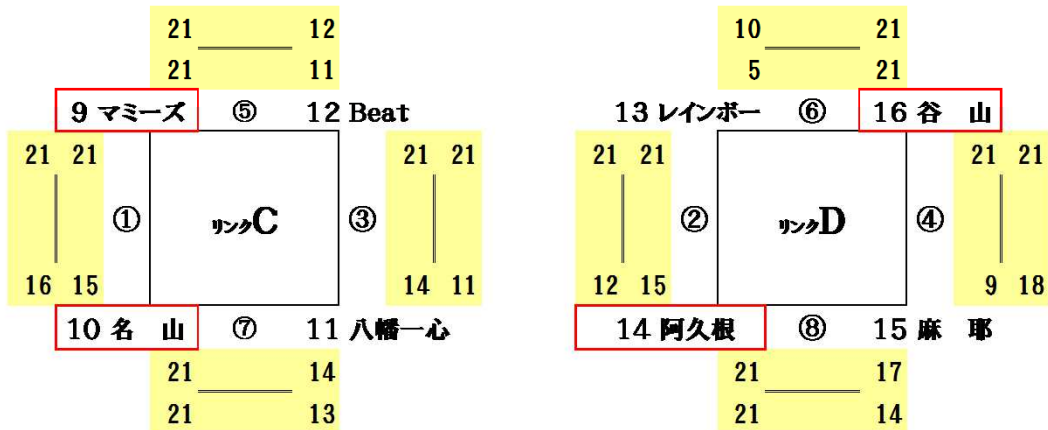 21 12
21 11
9 マミーズ ⑤ 12 Beat
21 21
21 21
① リンクC ③
16 15
14 11
10 名 山 ⑦ 11 八幡一心
21 14
21 13
10 21
5 21
13 レインボー ⑥ 16 谷 山
21 21
21 21
② リンクD ④
12 15
9 18
14 阿久根 ⑧ 15 麻 耶
21 17
21 14